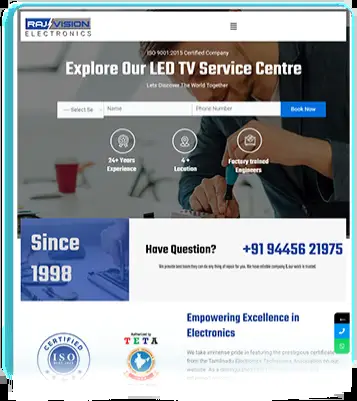 RAJ VISION
ELECTRONICS
ISO 9001:2015 Certified Company
Explore Our LED TV Service Centre
Lets Discover The World Together
--- Select Se
Name
Phone Number
Book Now
24+ Years
Experience
4 +
Location
Factory trained
Engineers
Since
1998
Have Question?
+91 94456 21975
We provide best team they can do any thing of repair for you. We have reliable company & our work is trusted.
Empowering Excellence in
Electronics
CERTIFIED
ISO
Authorized by
TETA
We take immense pride in featuring the prestigious certificate
from the Tamilnadu Electronics Technicians Association on our